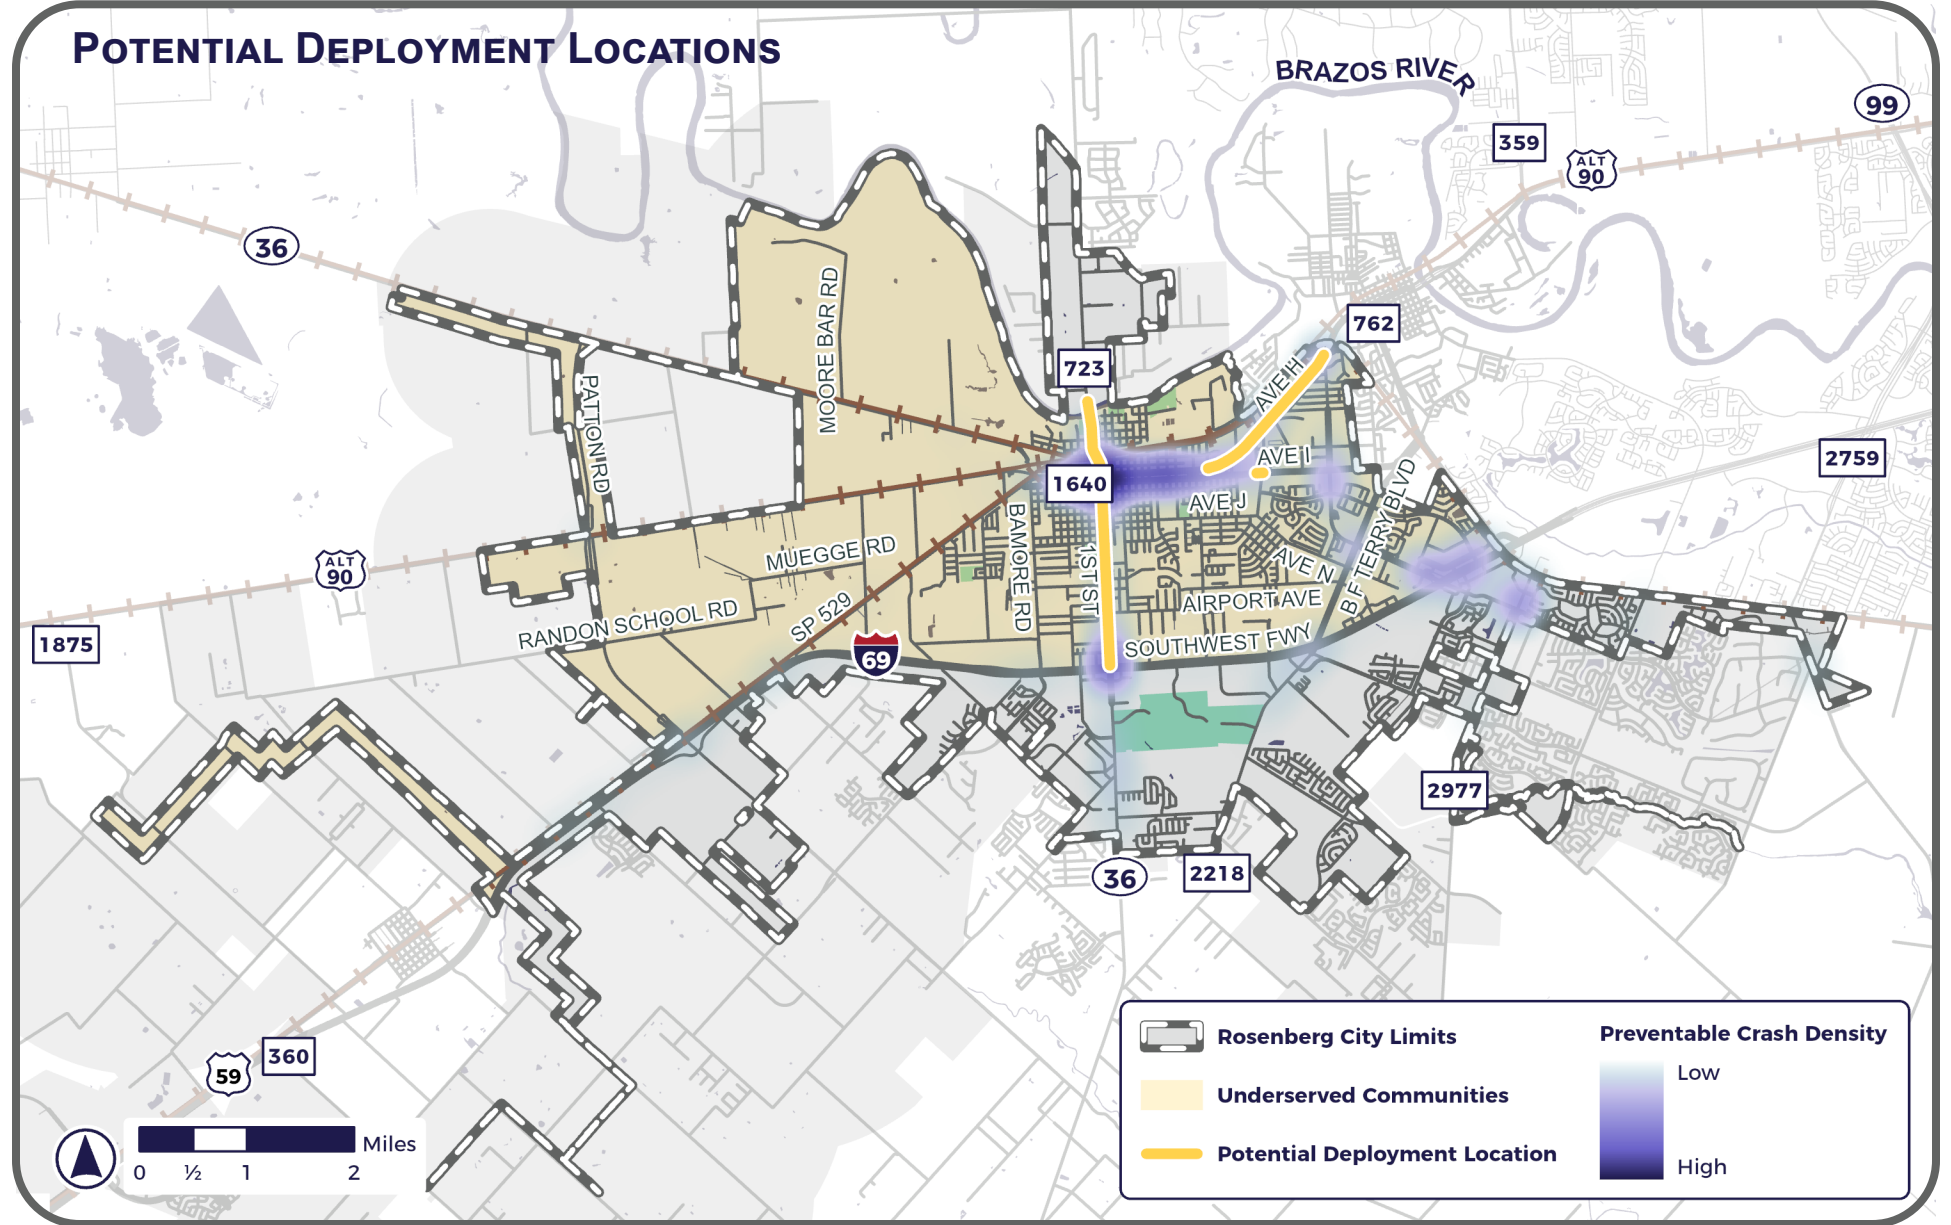 POTENTIAL DEPLOYMENT LOCATIONS
BRAZOS RIVER
99
359
ALT
90
36
762
723
MOORE BAR RD
PATTON RD
AVE H
AVE I
2759
1640
AVE J
BAMORE RD
1ST ST
MUEGGE RD
AVE N
B F TERRY BLVD
ALT
90
AIRPORT AVE
RANDON SCHOOL RD
SP 529
SOUTHWEST FWY
1875
69
2977
36
2218
360
59
Miles
0
½
1
2
Rosenberg City Limits
Underserved Communities
Potential Deployment Location
Preventable Crash Density
Low
High